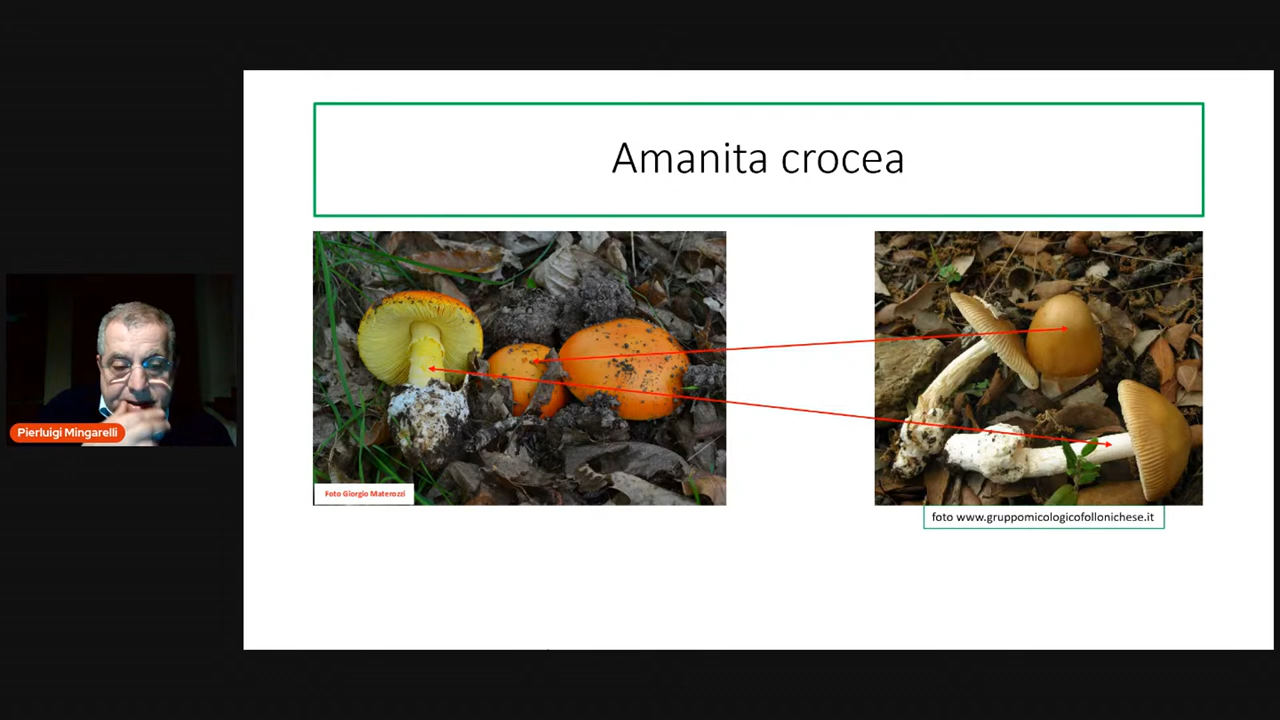 Amanita crocea
Foto Giorgio Materozzi
foto www.gruppomicologicofollonichese.it
Pierluigi Mingarelli